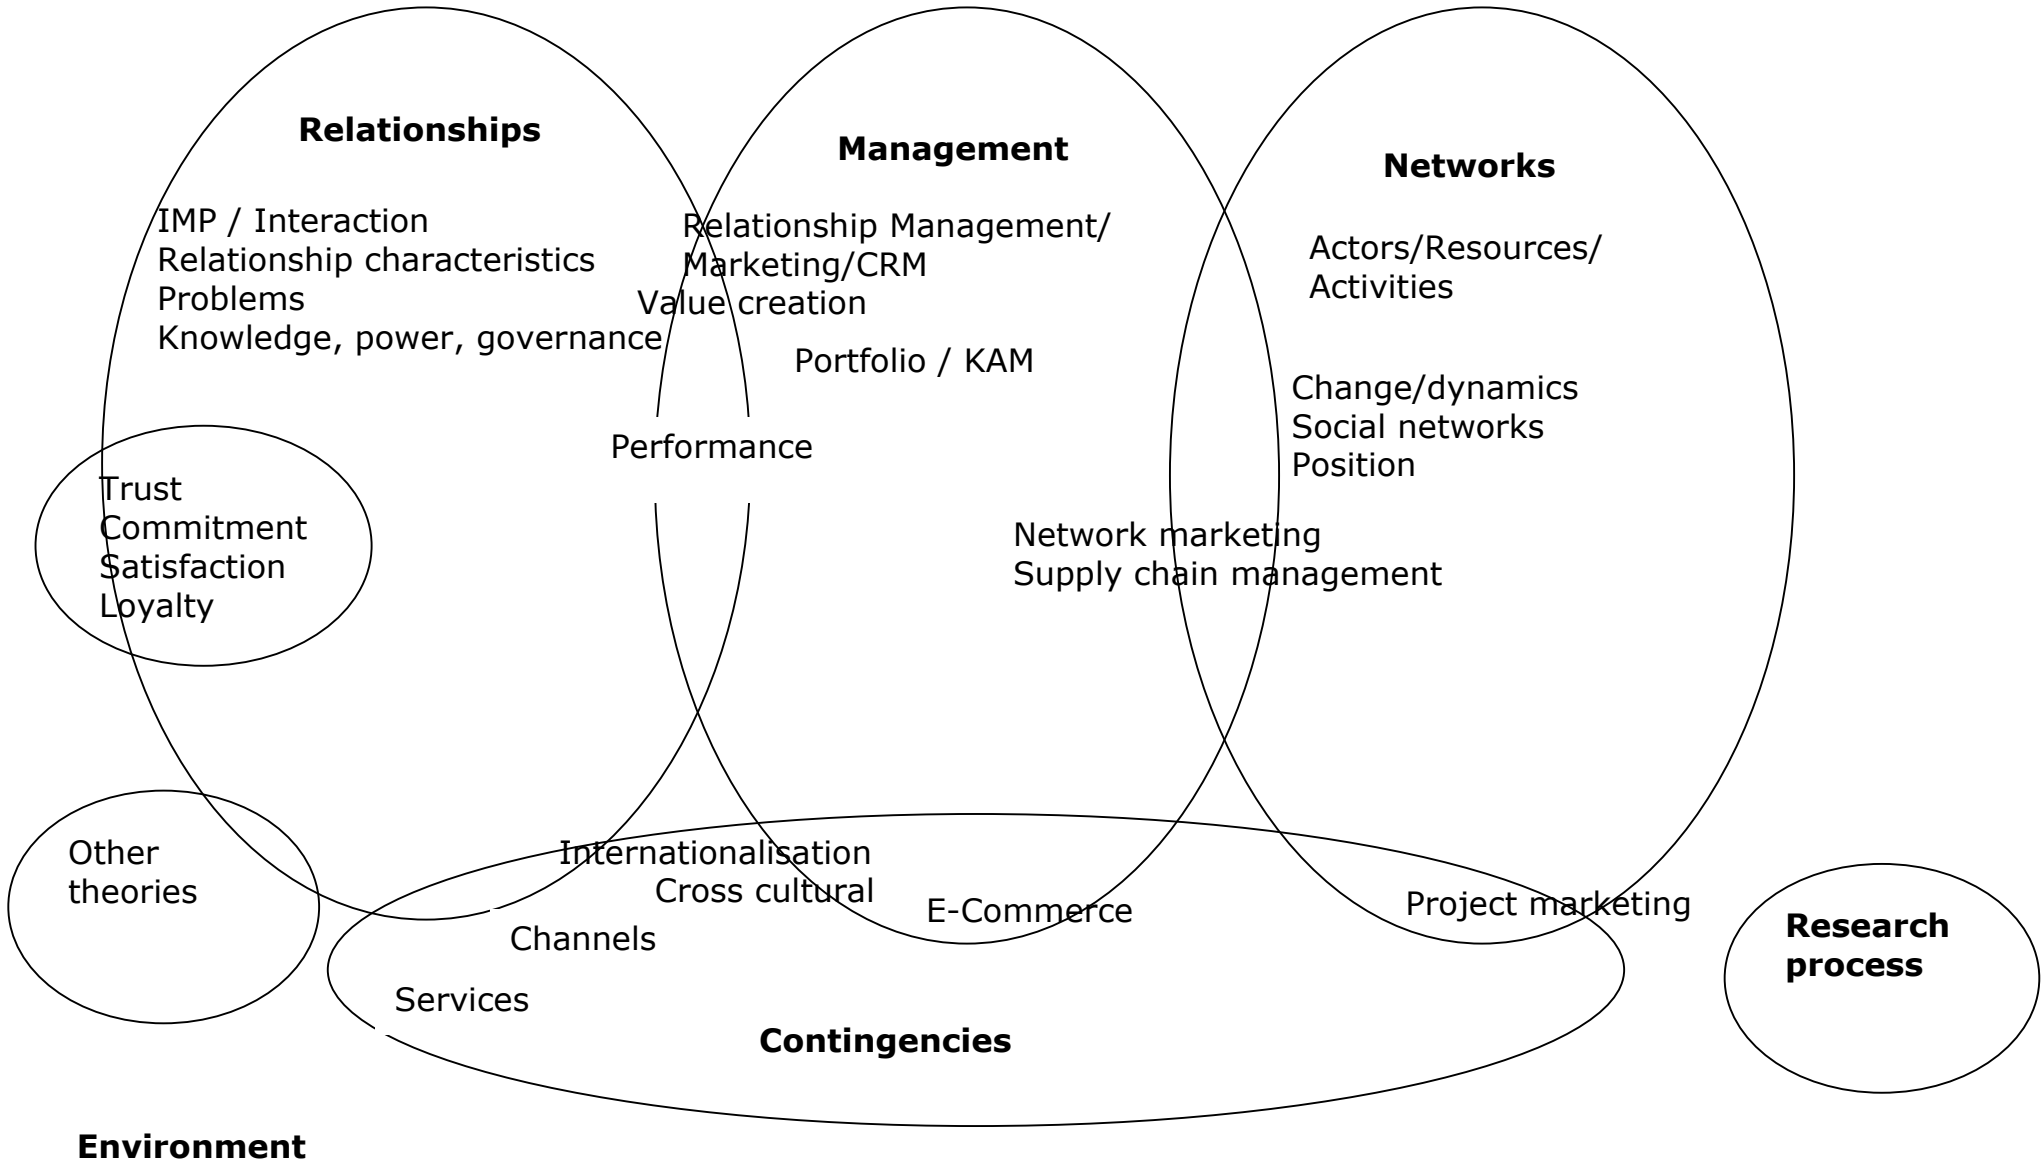 Relationships
IMP / Interaction
Relationship characteristics
Problems
Knowledge, power, governance
Management
Relationship Management/
Marketing/CRM
Value creation
Portfolio / KAM
Performance
Networks
Actors/Resources/
Activities
Change/dynamics
Social networks
Position
Network marketing
Supply chain management
Trust
Commitment
Satisfaction
Loyalty
Other
theories
Internationalisation
Cross cultural
E-Commerce
Project marketing
Channels
Services
Contingencies
Research
process
Environment